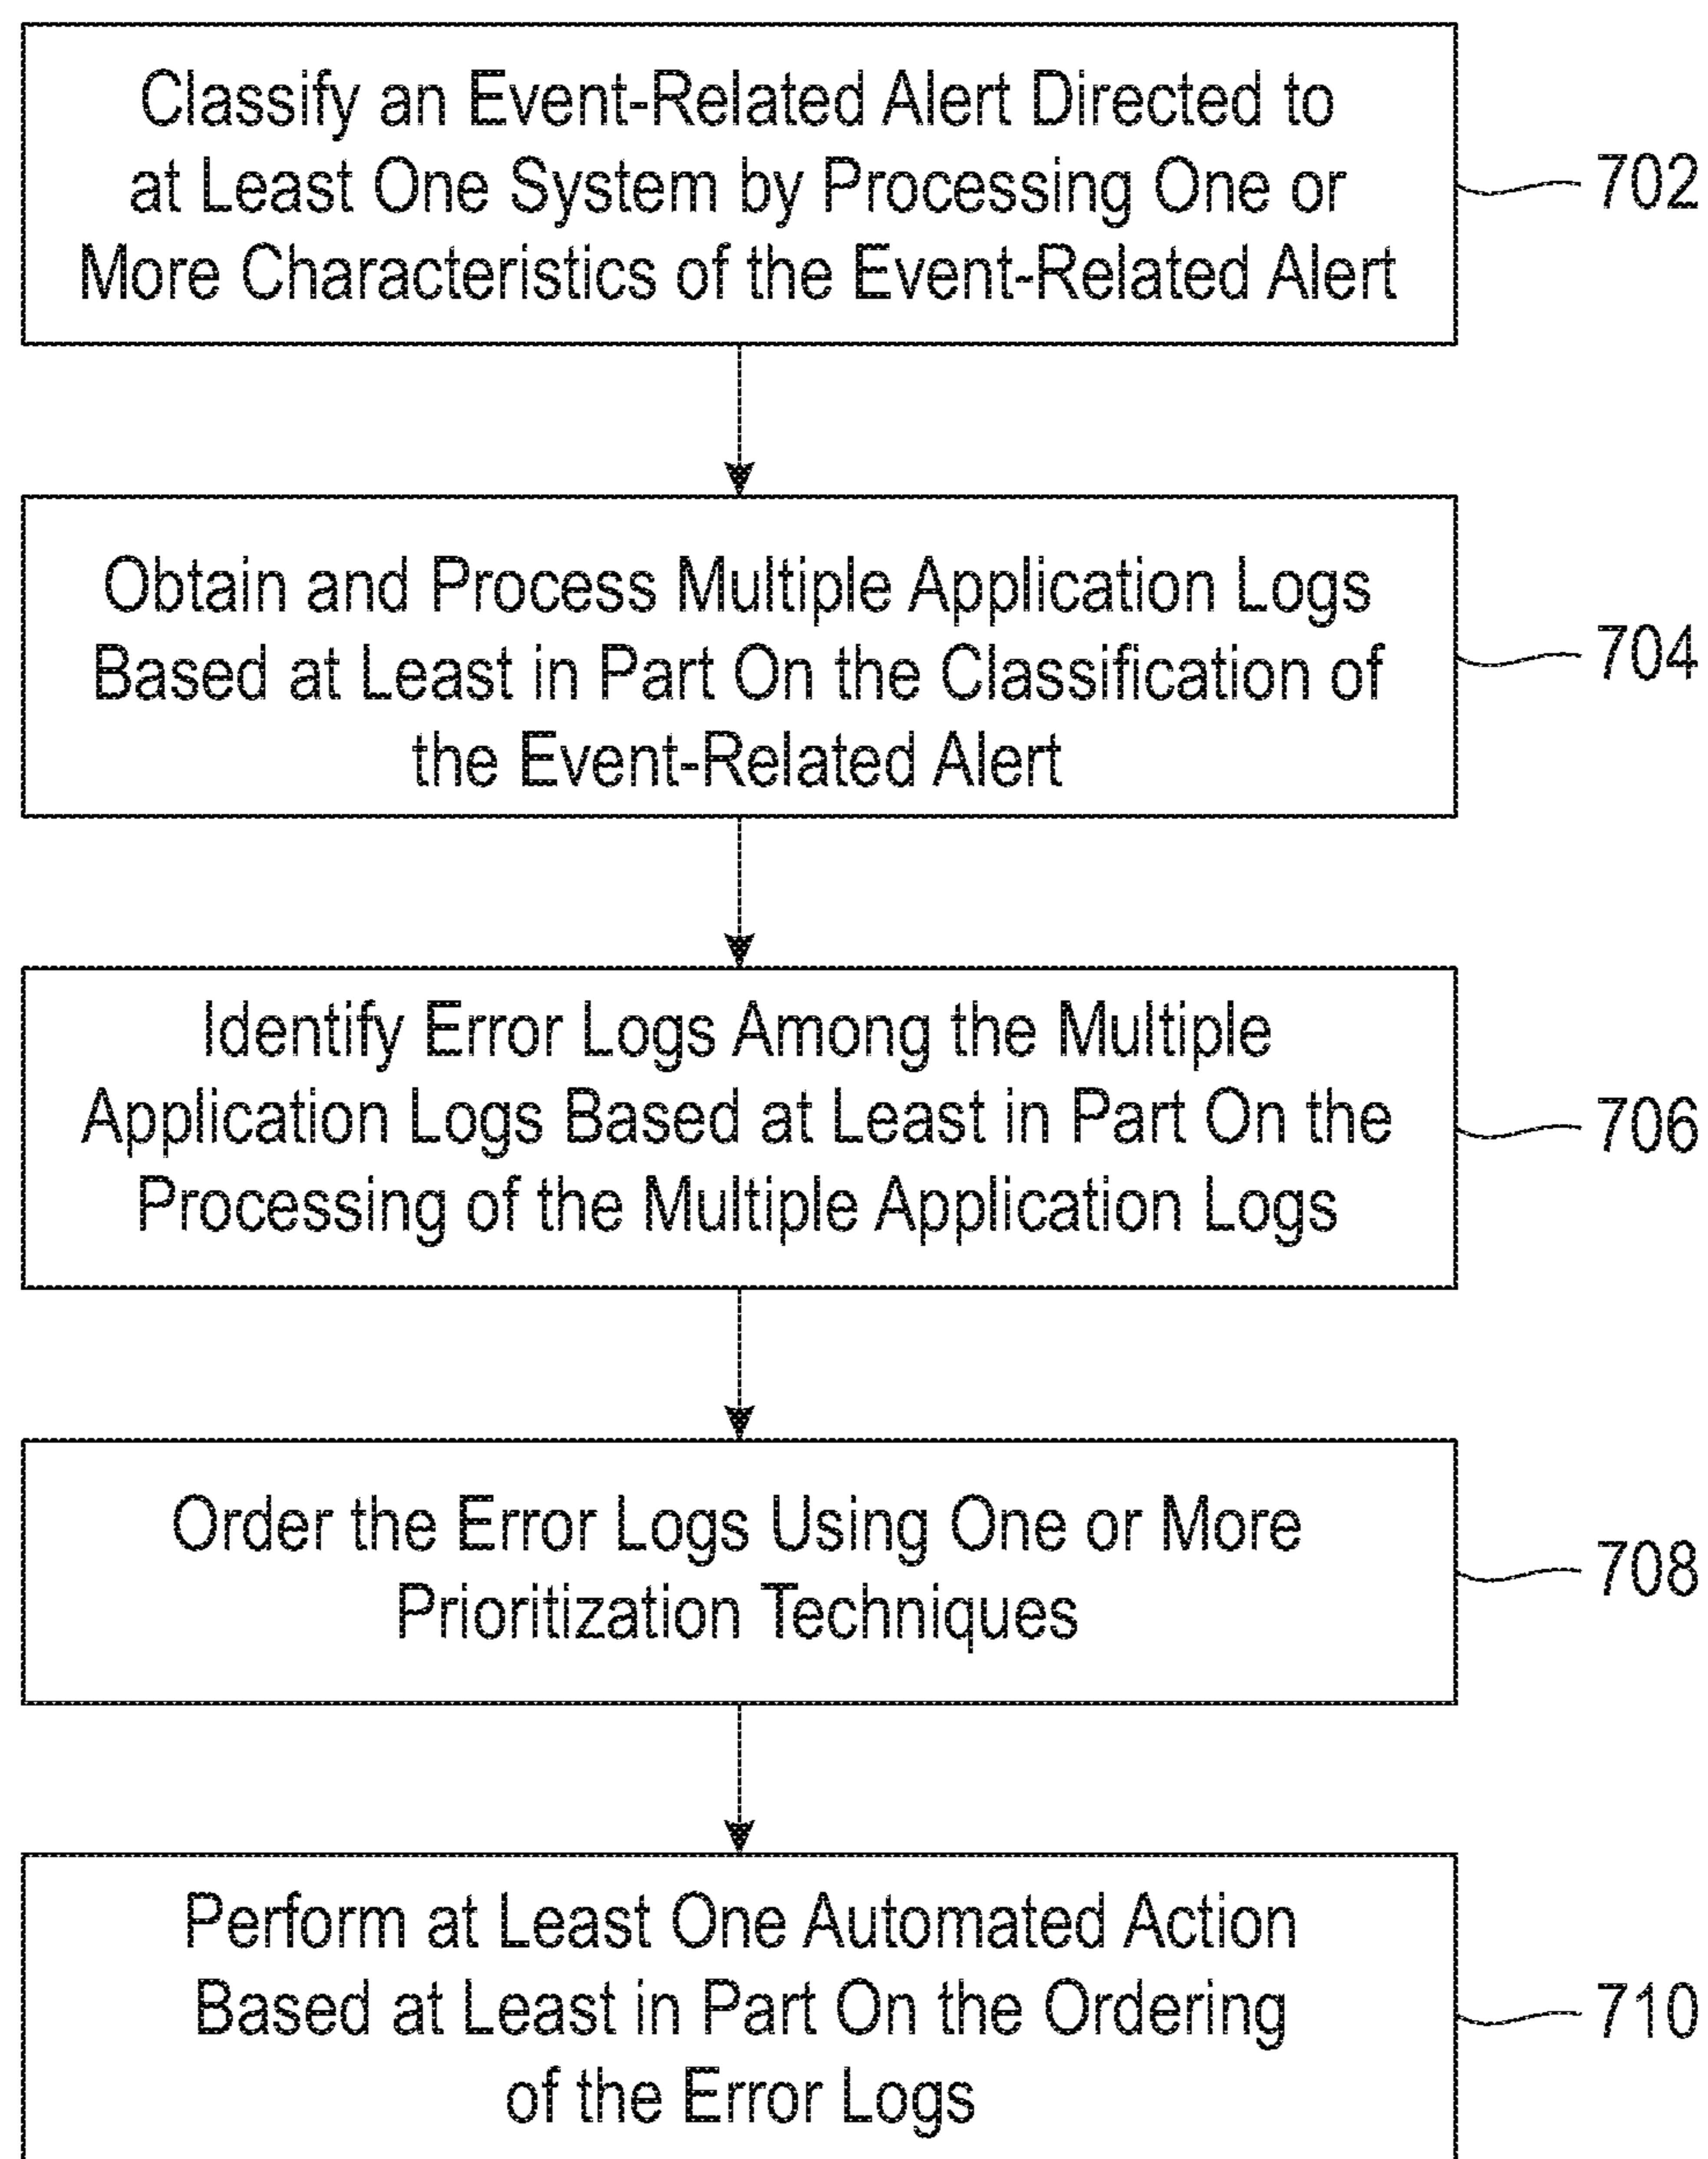 Classify an Event-Related Alert Directed to
at Least One System by Processing One or
More Characteristics of the Event-Related Alert
702
Obtain and Process Multiple Application Logs
Based at Least in Part On the Classification of
the Event-Related Alert
704
Identify Error Logs Among the Multiple
Application Logs Based at Least in Part On the
Processing of the Multiple Application Logs
706
Order the Error Logs Using One or More
Prioritization Techniques
708
Perform at Least One Automated Action
Based at Least in Part On the Ordering
of the Error Logs
710